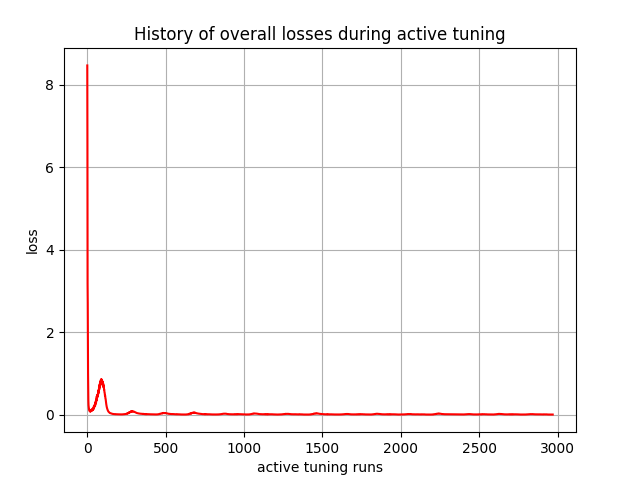 History of overall losses during active tuning
8
6
4
2
0
loss
0 500 1000 1500 2000 2500 3000
active tuning runs